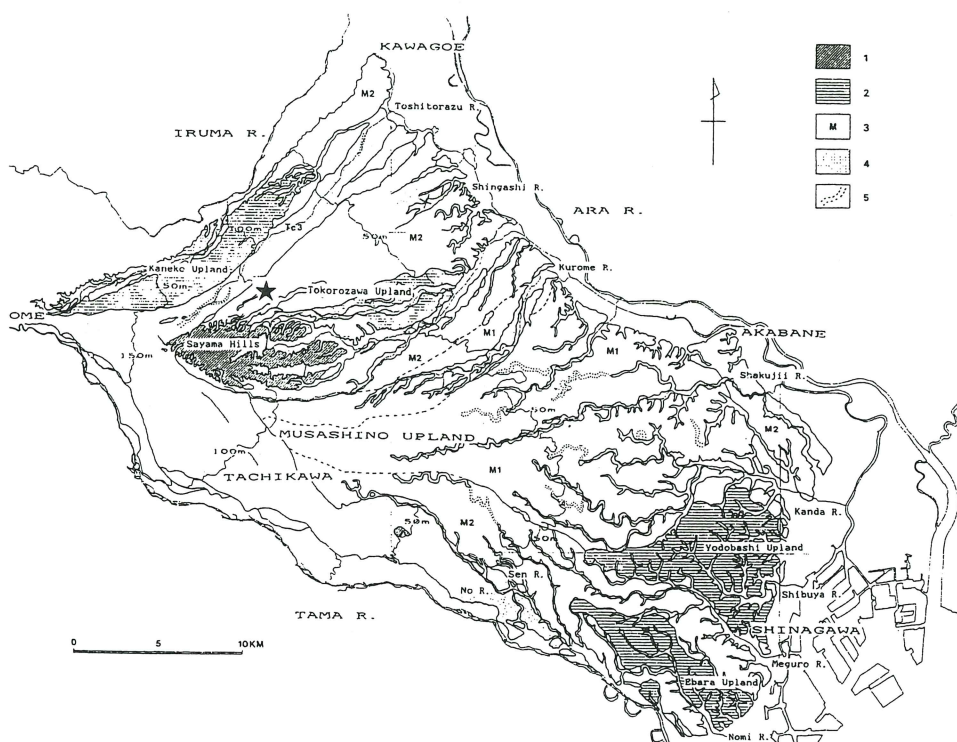 KAWAGOE
1
M2
2
Toshitorazu R.
M
3
IRUMA R.
4
Shingashi R.
5
ARA R.
100m
Tc3
50m
M2
Kaneko Upland
Kurome R.
50m
Tokorozawa Upland
OME
M1
AKABANE
Sayama Hills
M1
150m
M2
Shakujii R.
50m
M2
MUSASHINO UPLAND
100m
M1
TACHIKAWA
Kanda R.
50m
M2
50m
Yodobashi Upland
Sen R.
No R.
Shibuya R.
TAMA R.
SHINAGAWA
0
5
10KM
Meguro R.
Ebara Upland
Nomi R.